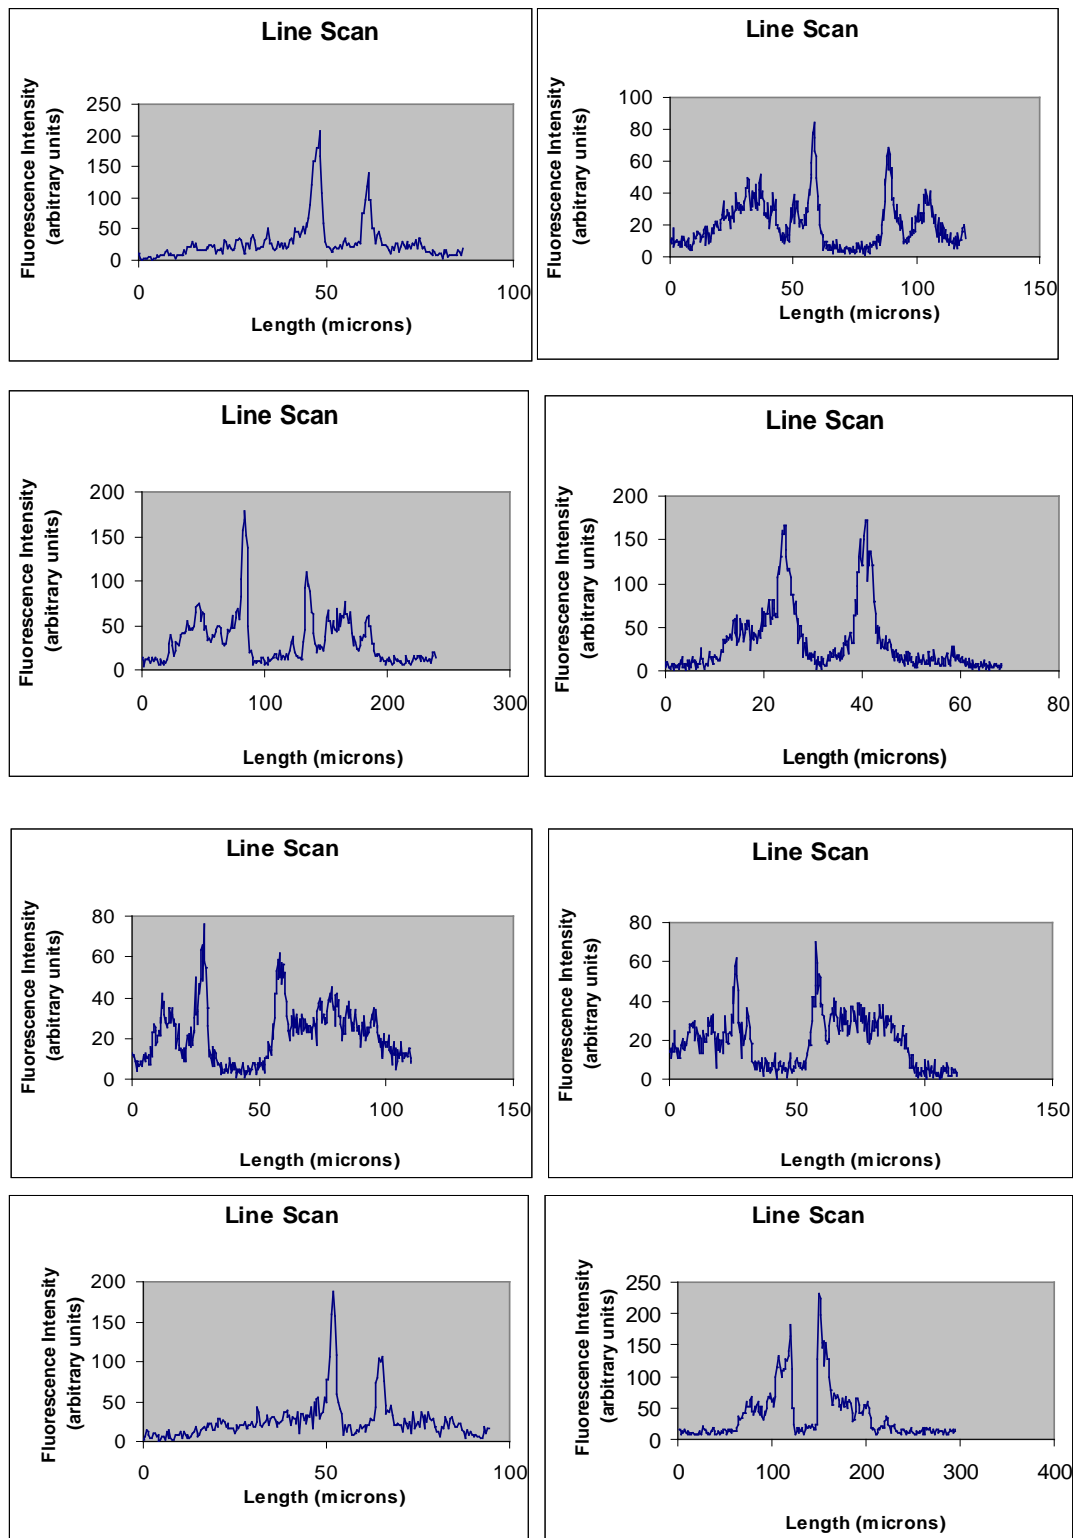 Line Scan
Fluorescence Intensity
(arbitrary units)
250
200
150
100
50
0
0 50 100
Length (microns)
Line Scan
Fluorescence Intensity
(arbitrary units)
100
80
60
40
20
0
0 50 100 150
Length (microns)
Line Scan
Fluorescence Intensity
(arbitrary units)
200
150
100
50
0
0 100 200 300
Length (microns)
Line Scan
Fluorescence Intensity
(arbitrary units)
200
150
100
50
0
0 20 40 60 80
Length (microns)
Line Scan
Fluorescence Intensity
(arbitrary units)
80
60
40
20
0
0 50 100 150
Length (microns)
Line Scan
Fluorescence Intensity
(arbitrary units)
80
60
40
20
0
0 50 100 150
Length (microns)
Line Scan
Fluorescence Intensity
(arbitrary units)
200
150
100
50
0
0 50 100
Length (microns)
Line Scan
Fluorescence Intensity
(arbitrary units)
250
200
150
100
50
0
0 100 200 300 400
Length (microns)